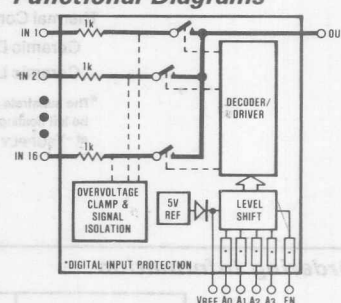 Functional Diagrams
IN 1
1k
OU
IN 2
1k
DECODER/
DRIVER
IN 16
1k
OVERVOLTAGE
CLAMP &
SIGNAL
ISOLATION
5V
REF
LEVEL
SHIFT
* * * * *
*DIGITAL INPUT PROTECTION
VREF A0 A1 A2 A3 EN